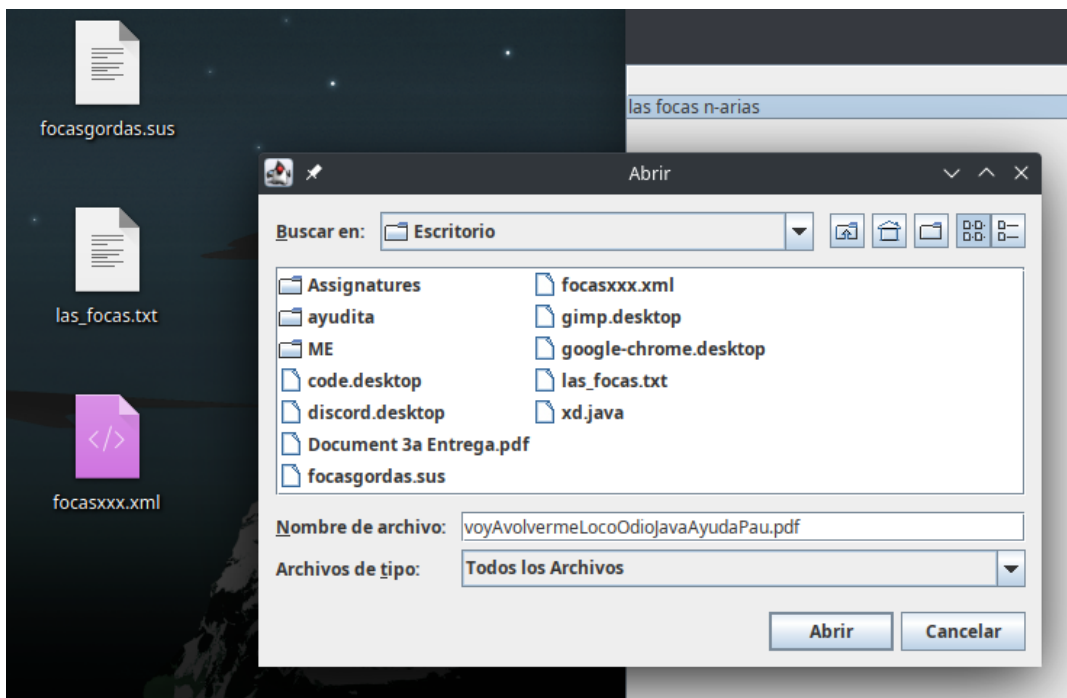 focasgordas.sus
las_focas.txt
focasxxx.xml
las focas n-arias
Abrir
Buscar en: Escritorio
Assignatures
ayudita
ME
code.desktop
discord.desktop
Document 3a Entrega.pdf
focasgordas.sus
focasxxx.xml
gimp.desktop
google-chrome.desktop
las_focas.txt
xd.java
Nombre de archivo: voyAvolvermeLocoOdioJavaAyudaPau.pdf
Archivos de tipo: Todos los Archivos
Abrir Cancelar